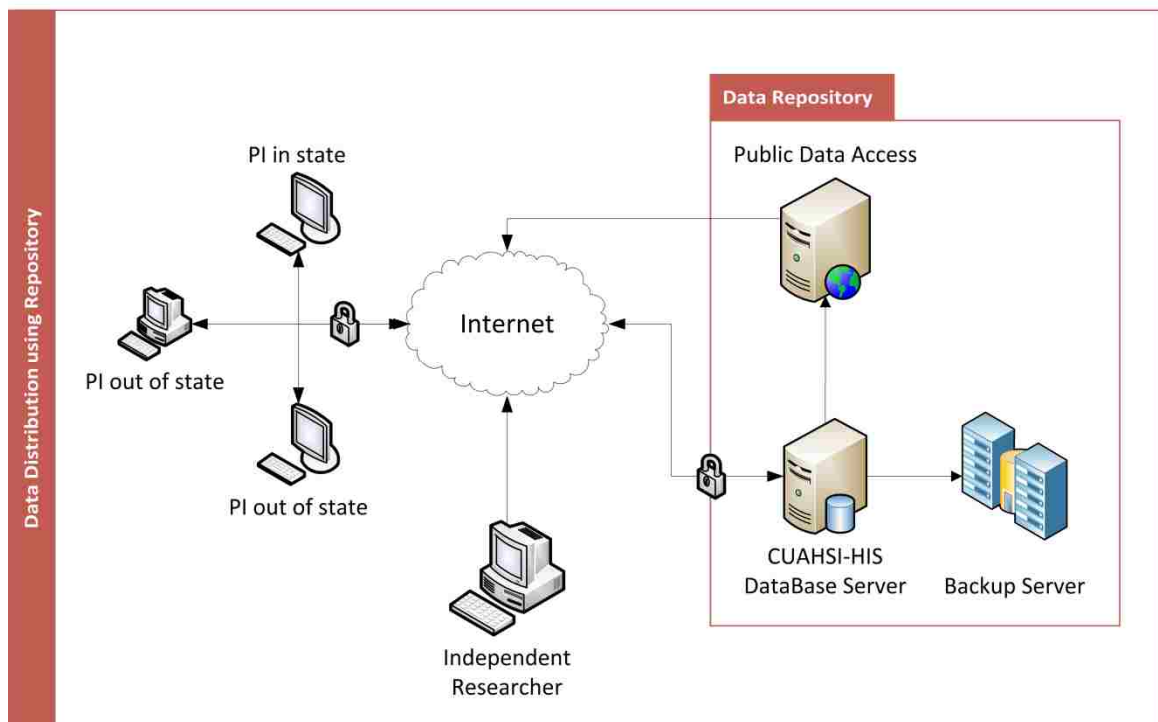 Data Distribution using Repository
Data Repository
PI in state
Public Data Access
Internet
PI out of state
PI out of state
CUAHSI-HIS
DataBase Server
Backup Server
Independent
Researcher